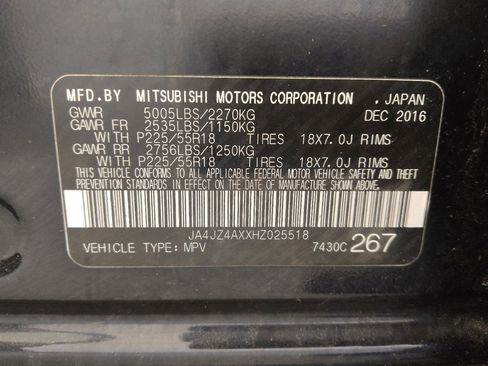 MFD.BY MITSUBISHI MOTORS CORPORATION , JAPAN
GVWR 5005LBS/2270KG DEC 2016
GAWR FR 2535LBS/1150KG
WITH P225/55R18 TIRES 18X7.0J RIMS
GAWR RR 2756LBS/1250KG
WITH P225/55R18 TIRES 18X7.0J RIMS
THIS VEHICLE CONFORMS TO ALL APPLICABLE FEDERAL MOTOR VEHICLE SAFETY AND THEFT
PREVENTION STANDARDS IN EFFECT ON THE DATE OF MANUFACTURE SHOWN ABOVE.
JA4JZ4AXXHZ025518
VEHICLE TYPE: MPV 7430C 267